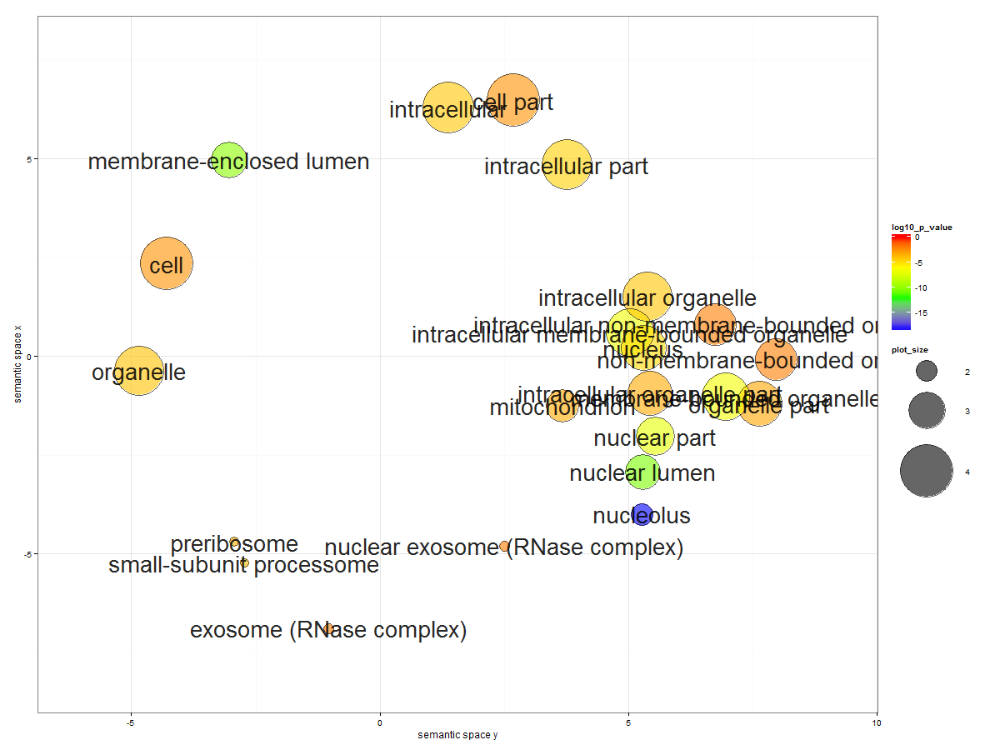 intracellular
cell part
membrane-enclosed lumen
intracellular part
cell
organelle
intracellular organelle
intracellular non-membrane-bounded or
intracellular membrane-bounded organelle
nucleus
non-membrane-bounded or
intracellular organelle part
membrane-bounded organelle
mitochondrion
organelle part
nuclear part
nuclear lumen
nucleolus
preribosome
nuclear exosome (RNase complex)
small-subunit processome
exosome (RNase complex)
5
0
-5
semantic space x
-5
0
5
10
semantic space y
log10_p_value
0
-5
-10
-15
plot_size
2
3
4